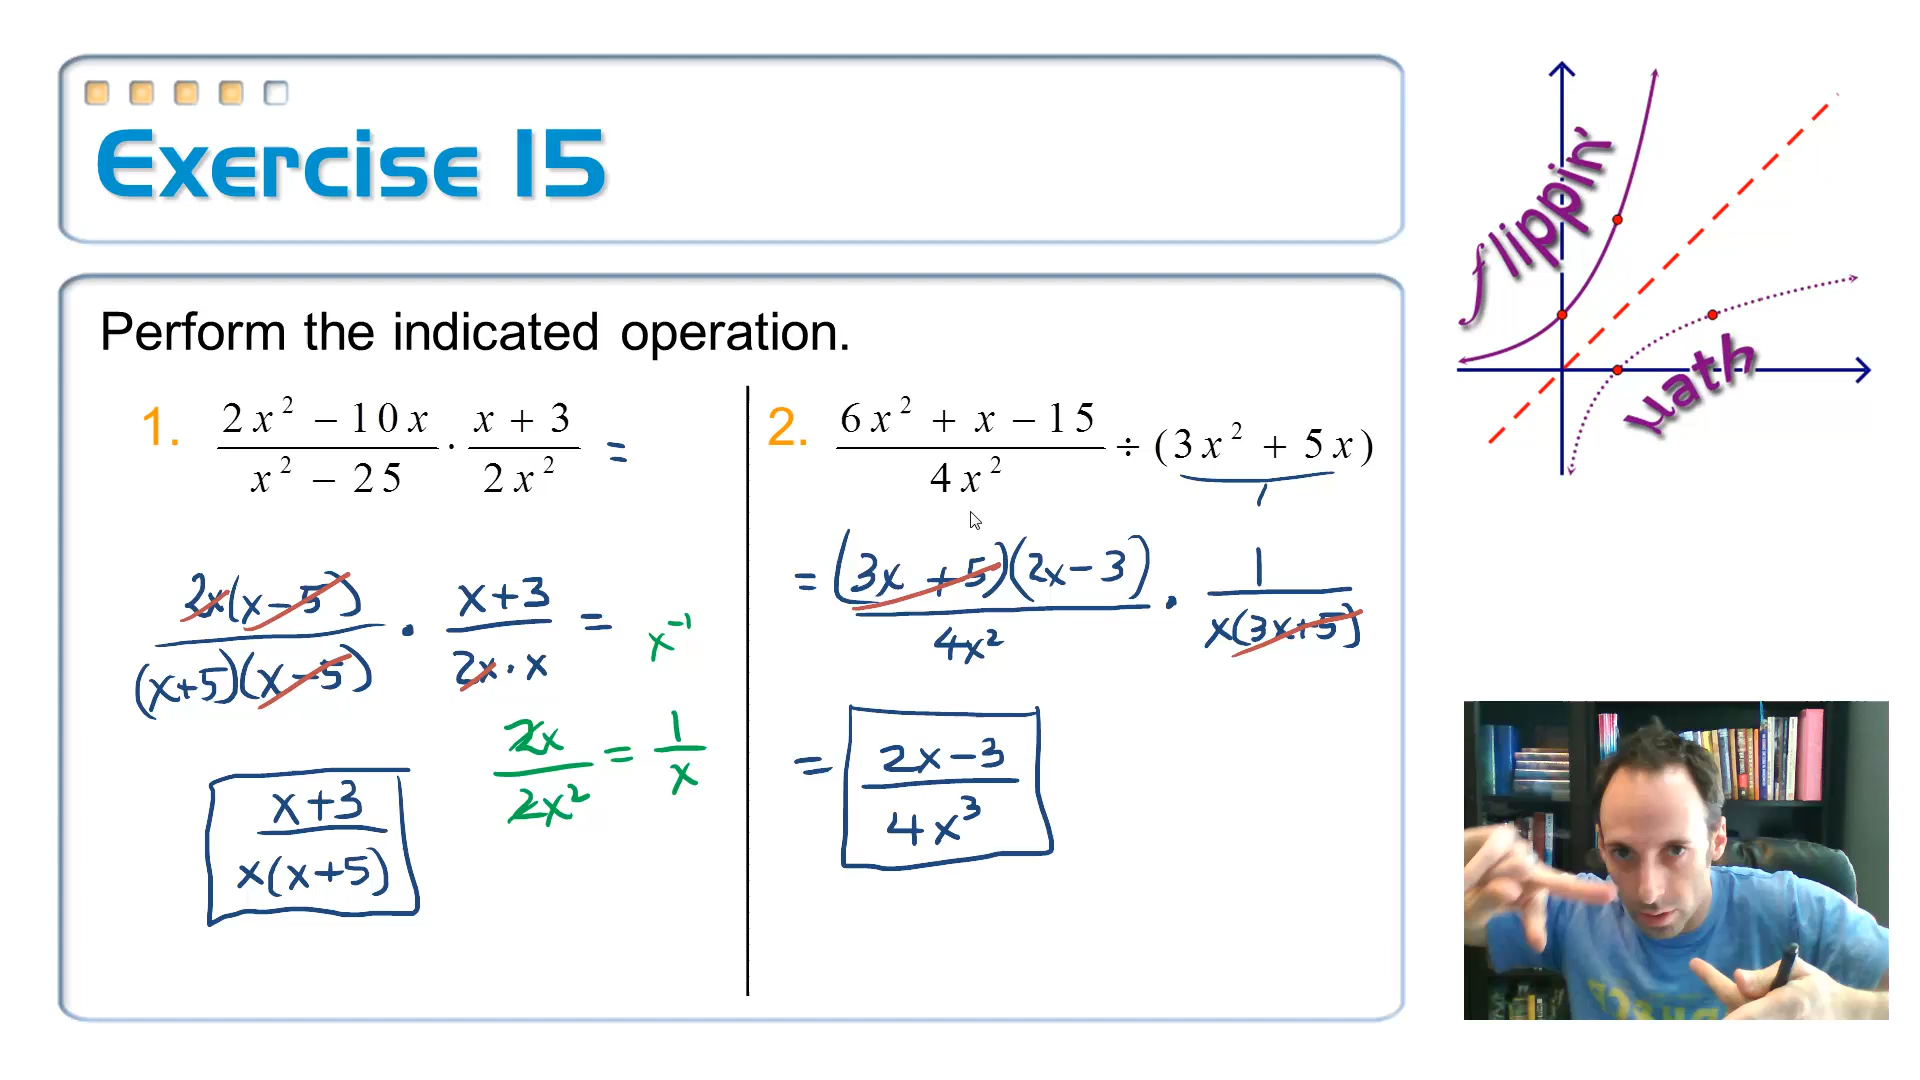 Exercise 15
flippin'
math
Perform the indicated operation.
1. (2x² − 10x)/(x² − 25) · (x + 3)/(2x²) =
2x(x−5)/((x+5)(x−5)) · (x+3)/(2x·x) =
x⁻¹
2x/2x² = 1/x
(x+3)/(x(x+5))
2. (6x² + x − 15)/(4x²) ÷ (3x² + 5x)
1
= (3x+5)(2x−3)/(4x²) · 1/(x(3x+5))
= (2x−3)/(4x³)